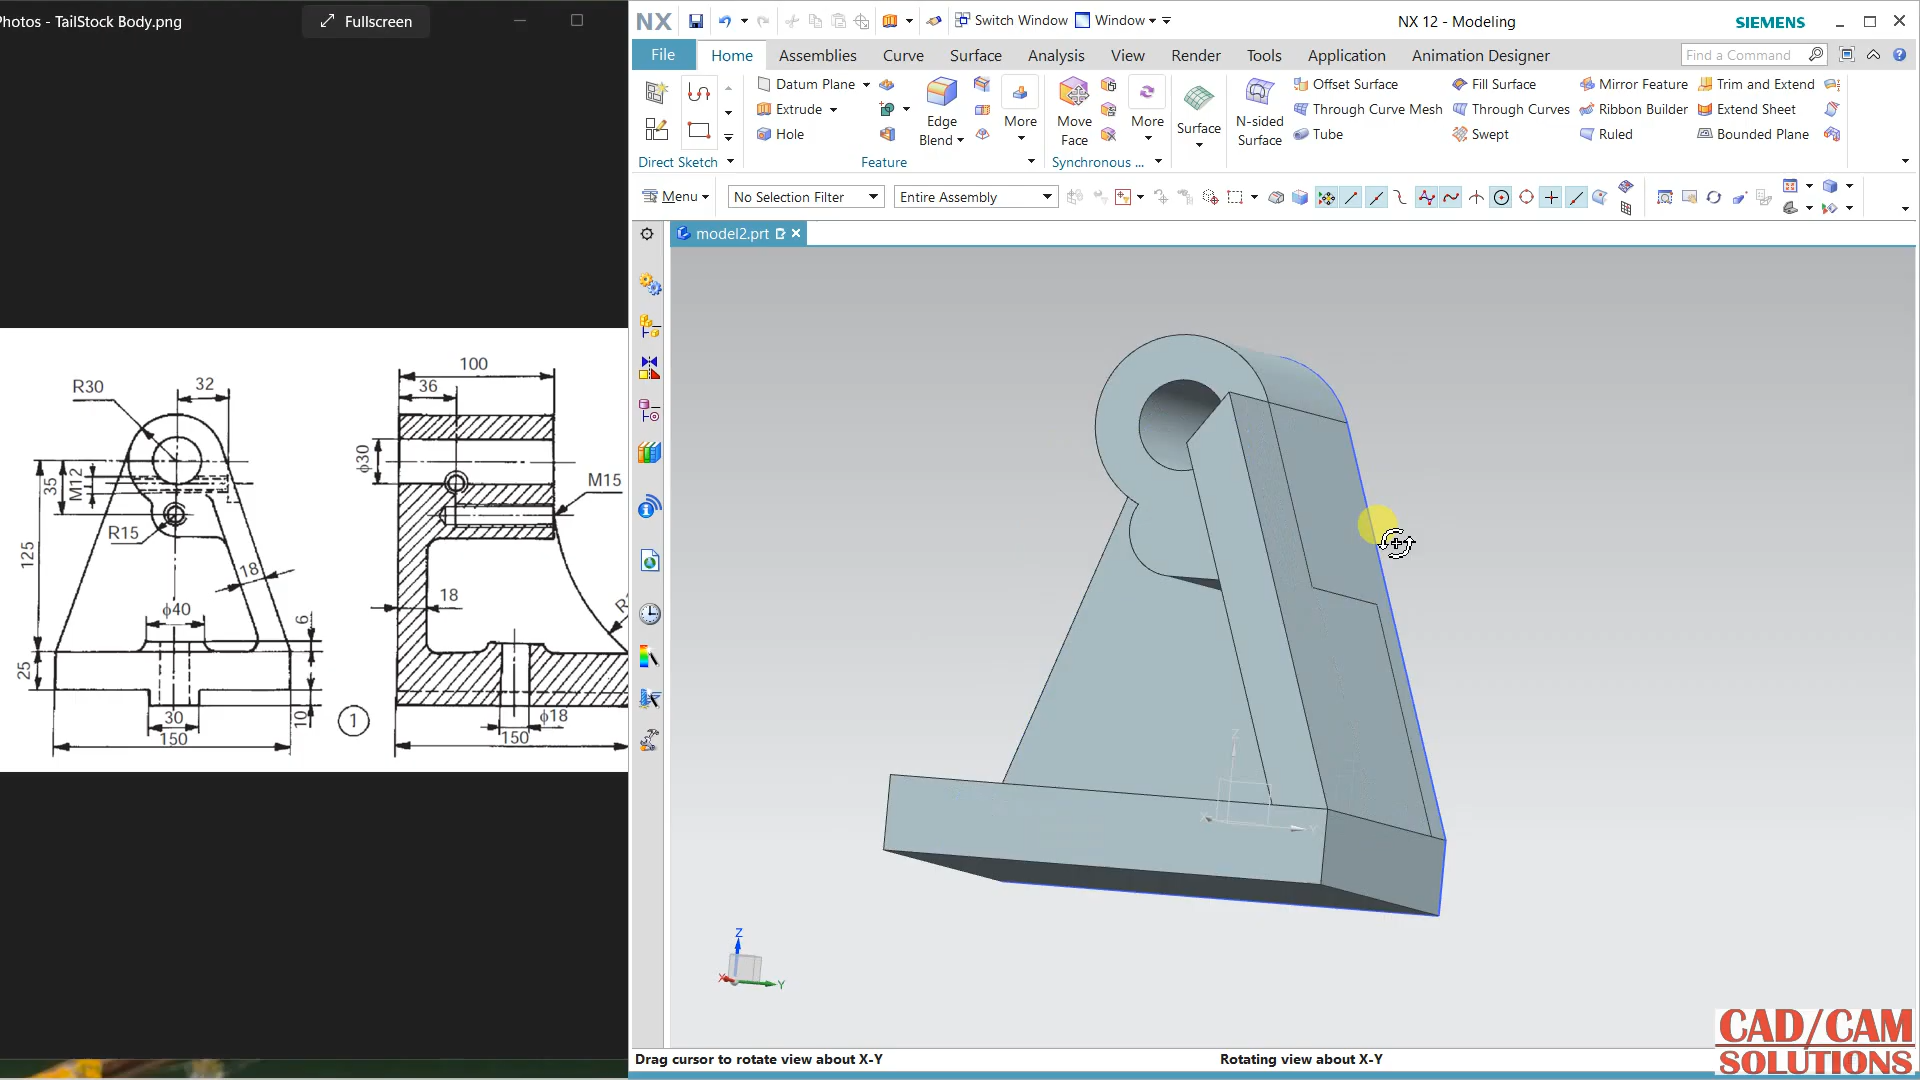 Photos - TailStock Body.png
Fullscreen
NX
Switch Window
Window
NX 12 - Modeling
SIEMENS
File
Home
Assemblies
Curve
Surface
Analysis
View
Render
Tools
Application
Animation Designer
Find a Command
Datum Plane
Extrude
Hole
Edge
Blend
More
Move
Face
More
Surface
N-sided
Surface
Offset Surface
Through Curve Mesh
Tube
Fill Surface
Through Curves
Swept
Mirror Feature
Ribbon Builder
Ruled
Trim and Extend
Extend Sheet
Bounded Plane
Direct Sketch
Feature
Synchronous ...
Menu
No Selection Filter
Entire Assembly
model2.prt
R30
32
100
36
ϕ30
M15
35
M12
R15
125
18
18
ϕ40
6
25
30
10
150
1
ϕ18
150
R
Z
X
Y
Z
X
Y
Drag cursor to rotate view about X-Y
Rotating view about X-Y
CAD/CAM
SOLUTIONS